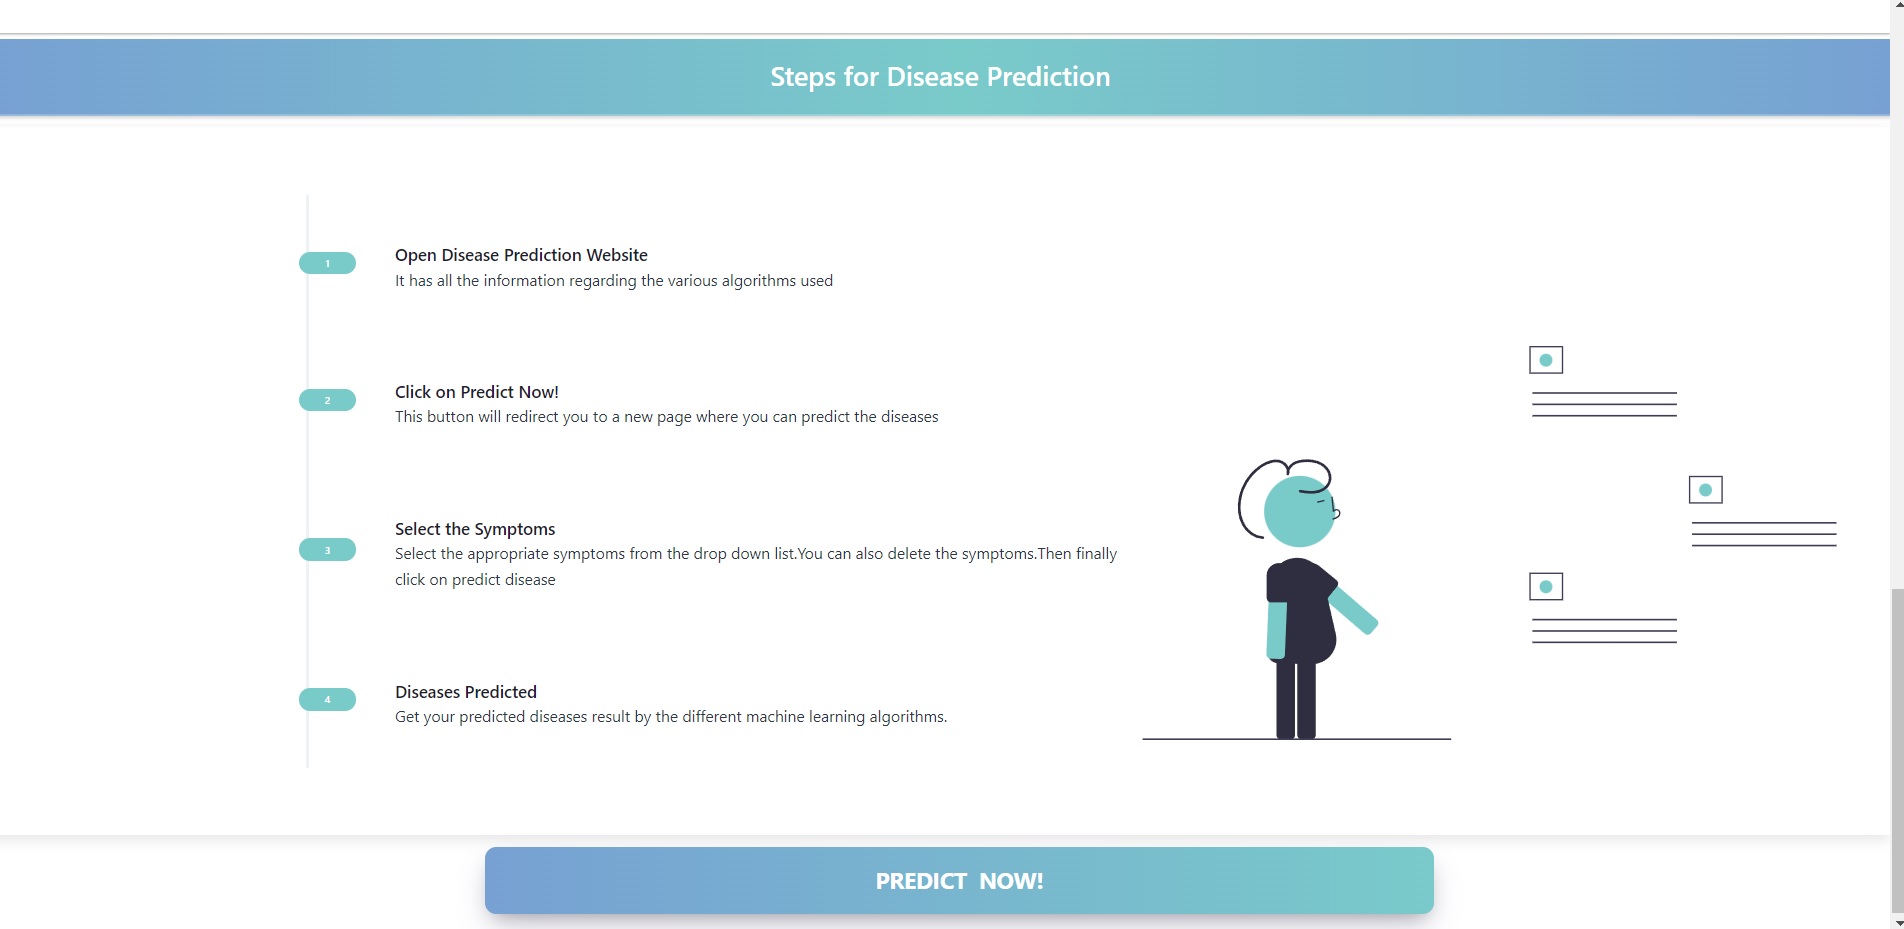 Steps for Disease Prediction
1
Open Disease Prediction Website
It has all the information regarding the various algorithms used
2
Click on Predict Now!
This button will redirect you to a new page where you can predict the diseases
3
Select the Symptoms
Select the appropriate symptoms from the drop down list.You can also delete the symptoms.Then finally
click on predict disease
4
Diseases Predicted
Get your predicted diseases result by the different machine learning algorithms.
PREDICT NOW!